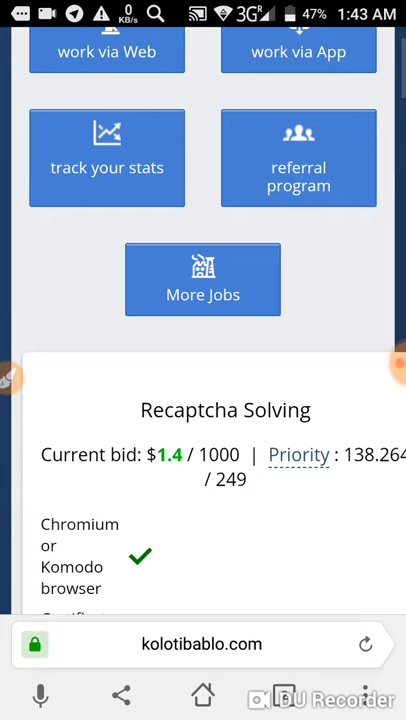 0
KB/s
3G
47%
1:43 AM
work via Web
work via App
track your stats
referral
program
More Jobs
Recaptcha Solving
Current bid: $1.4 / 1000 | Priority : 138.264
/ 249
Chromium
or
Komodo
browser
kolotibablo.com
DU Recorder